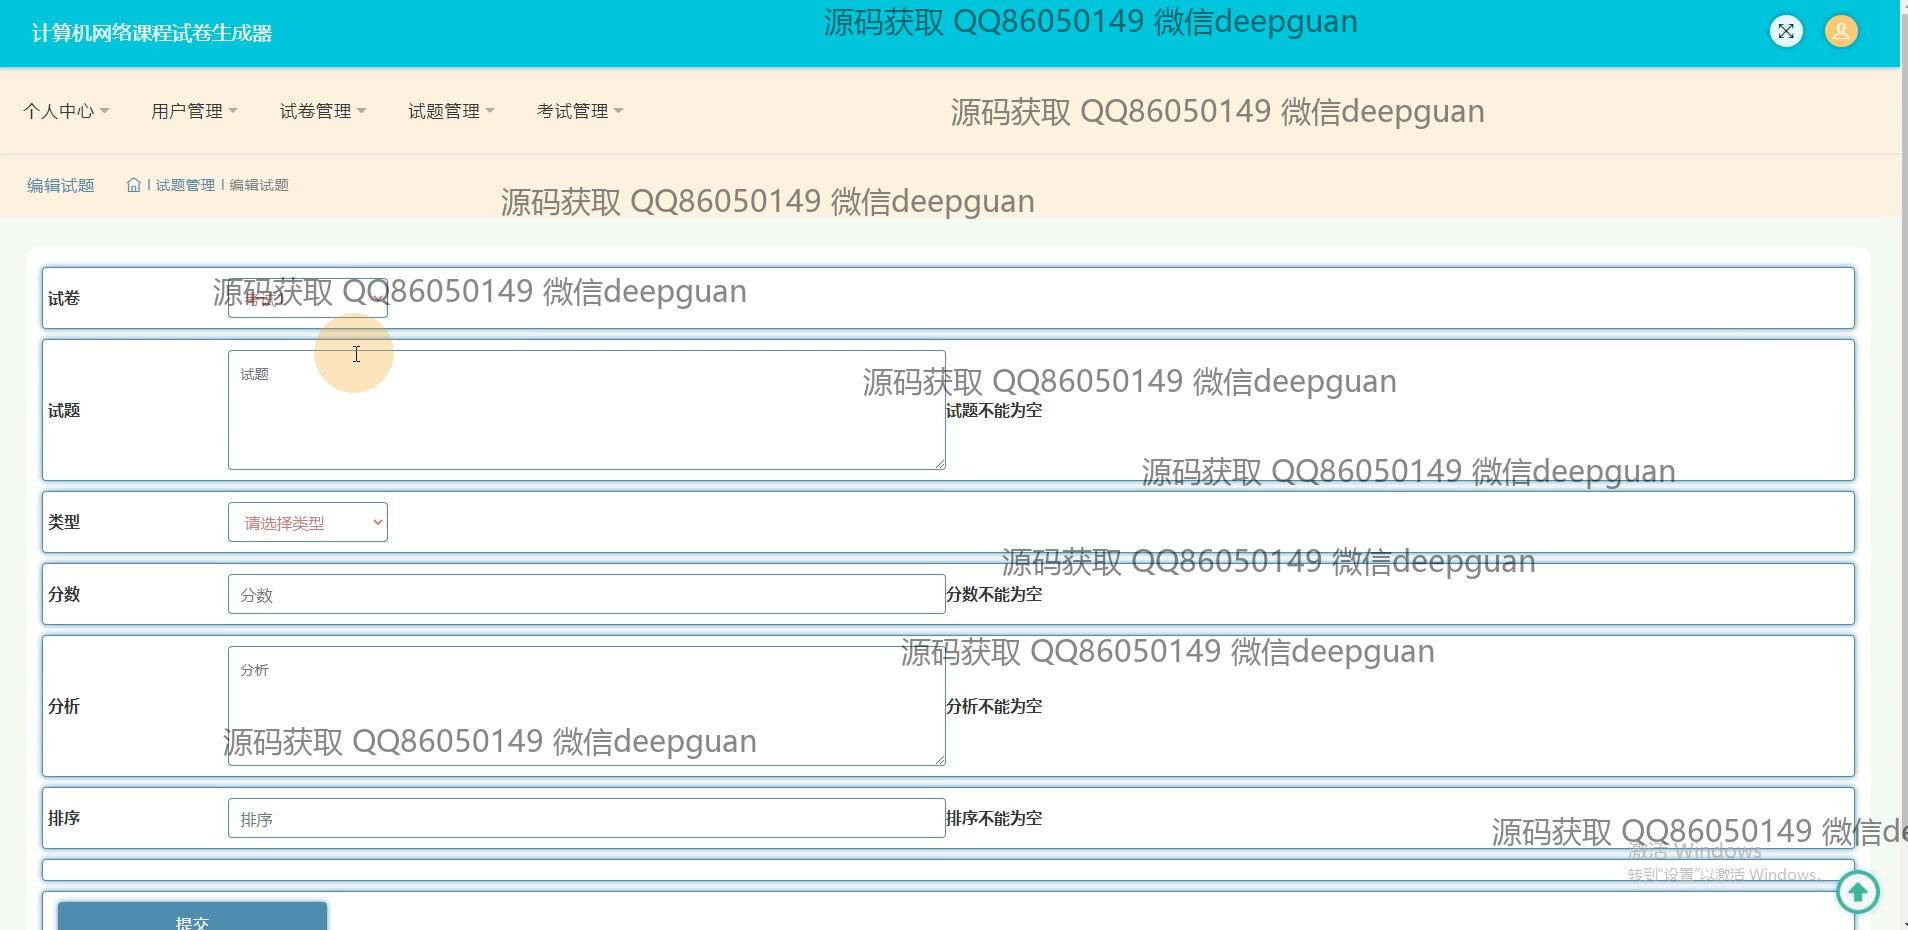 计算机网络课程试卷生成器
源码获取 QQ86050149 微信deepguan
个人中心 用户管理 试卷管理 试题管理 考试管理
源码获取 QQ86050149 微信deepguan
编辑试题 试题管理 编辑试题
源码获取 QQ86050149 微信deepguan
试卷
源码获取 QQ86050149 微信deepguan
试题 试题 试题不能为空
源码获取 QQ86050149 微信deepguan
源码获取 QQ86050149 微信deepguan
类型 请选择类型
源码获取 QQ86050149 微信deepguan
分数 分数 分数不能为空
源码获取 QQ86050149 微信deepguan
分析 分析 分析不能为空
源码获取 QQ86050149 微信deepguan
排序 排序 排序不能为空
源码获取 QQ86050149 微信de
激活 Windows
转到"设置"以激活 Windows。
提交